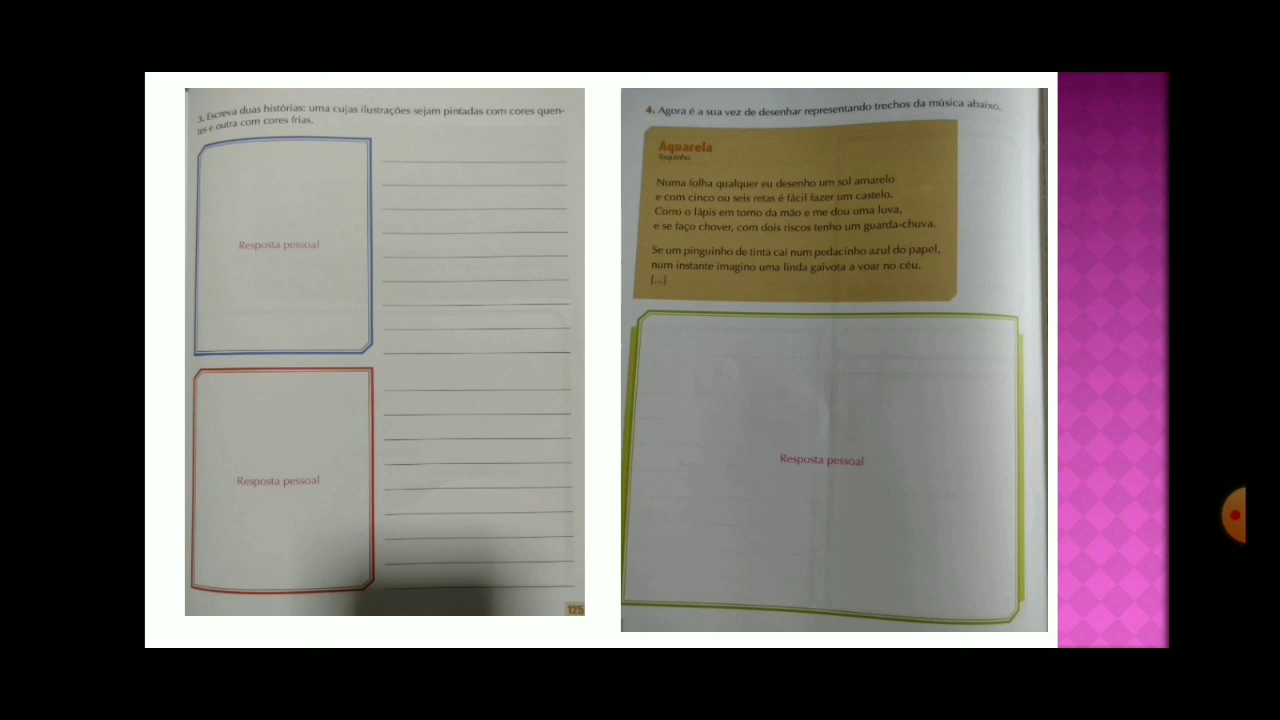 3. Escreva duas histórias: uma cujas ilustrações sejam pintadas com cores quen-
tes e outra com cores frias.
Resposta pessoal
Resposta pessoal
125
4. Agora é a sua vez de desenhar representando trechos da música abaixo.
Aquarela
Toquinho
Numa folha qualquer eu desenho um sol amarelo
e com cinco ou seis retas é fácil fazer um castelo.
Corro o lápis em torno da mão e me dou uma luva,
e se faço chover, com dois riscos tenho um guarda-chuva.
Se um pinguinho de tinta cai num pedacinho azul do papel,
num instante imagino uma linda gaivota a voar no céu.
[...]
Resposta pessoal